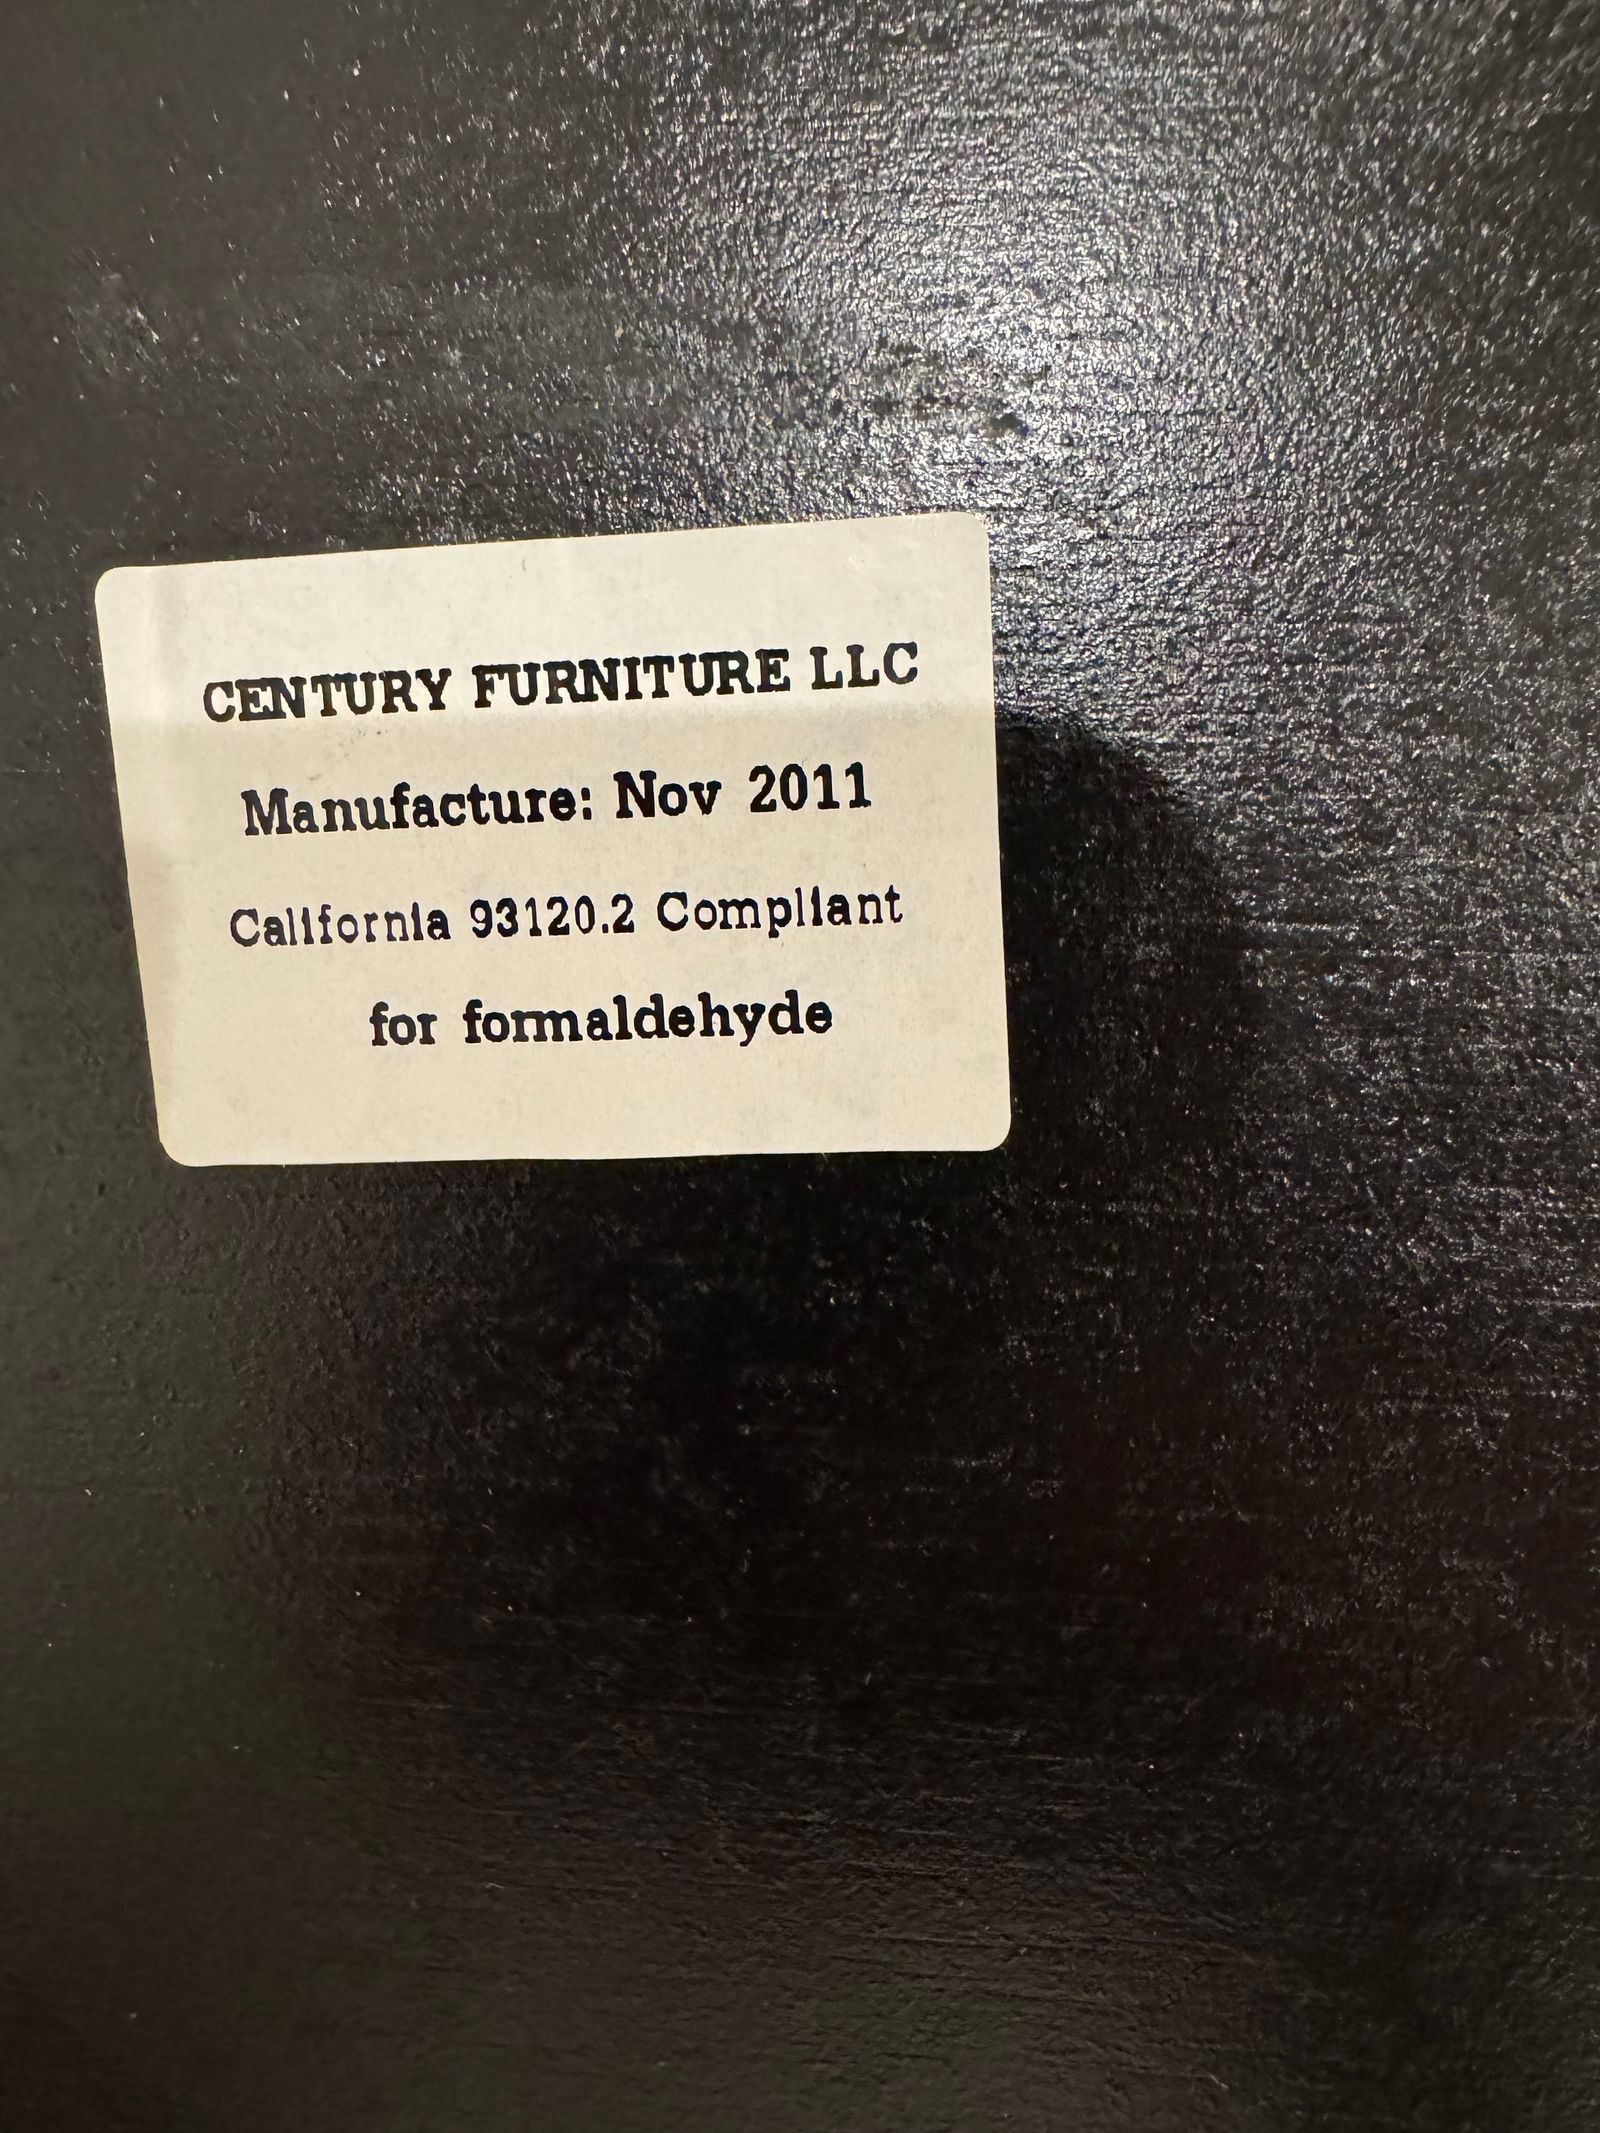 CENTURY FURNITURE LLC
Manufacture: Nov 2011
California 93120.2 Compliant
for formaldehyde